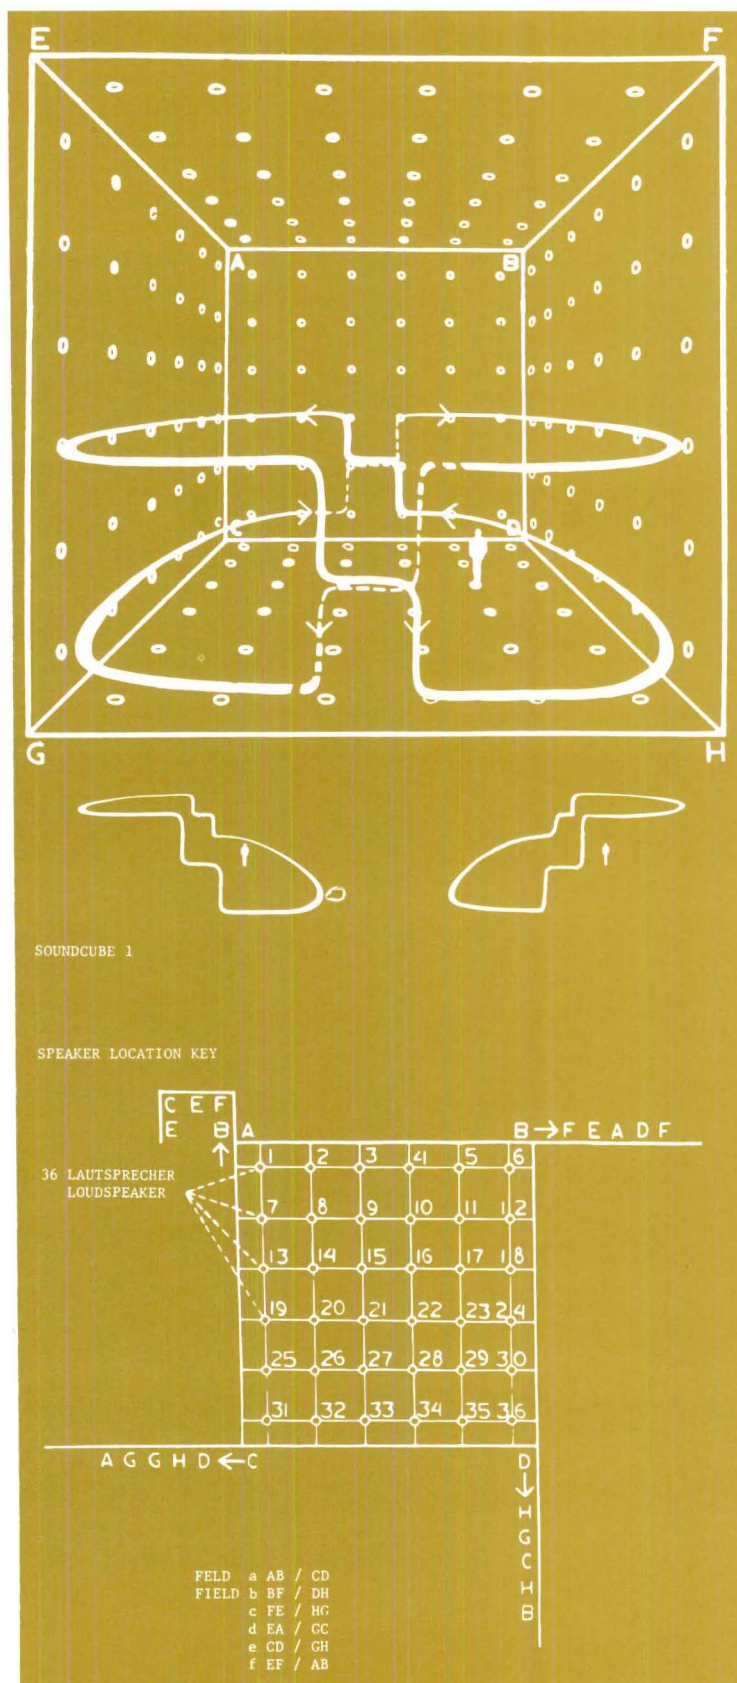 E F
A B
C D
G H
SOUNDCUBE 1
SPEAKER LOCATION KEY
C E F
E B A B → F E A D F
36 LAUTSPRECHER
LOUDSPEAKER
1 2 3 4 5 6
7 8 9 10 11 12
13 14 15 16 17 18
19 20 21 22 23 24
25 26 27 28 29 30
31 32 33 34 35 36
A G G H D ← C D
H
G
C
H
B
FELD a AB / CD
FIELD b BF / DH
c FE / HG
d EA / GC
e CD / GH
f EF / AB